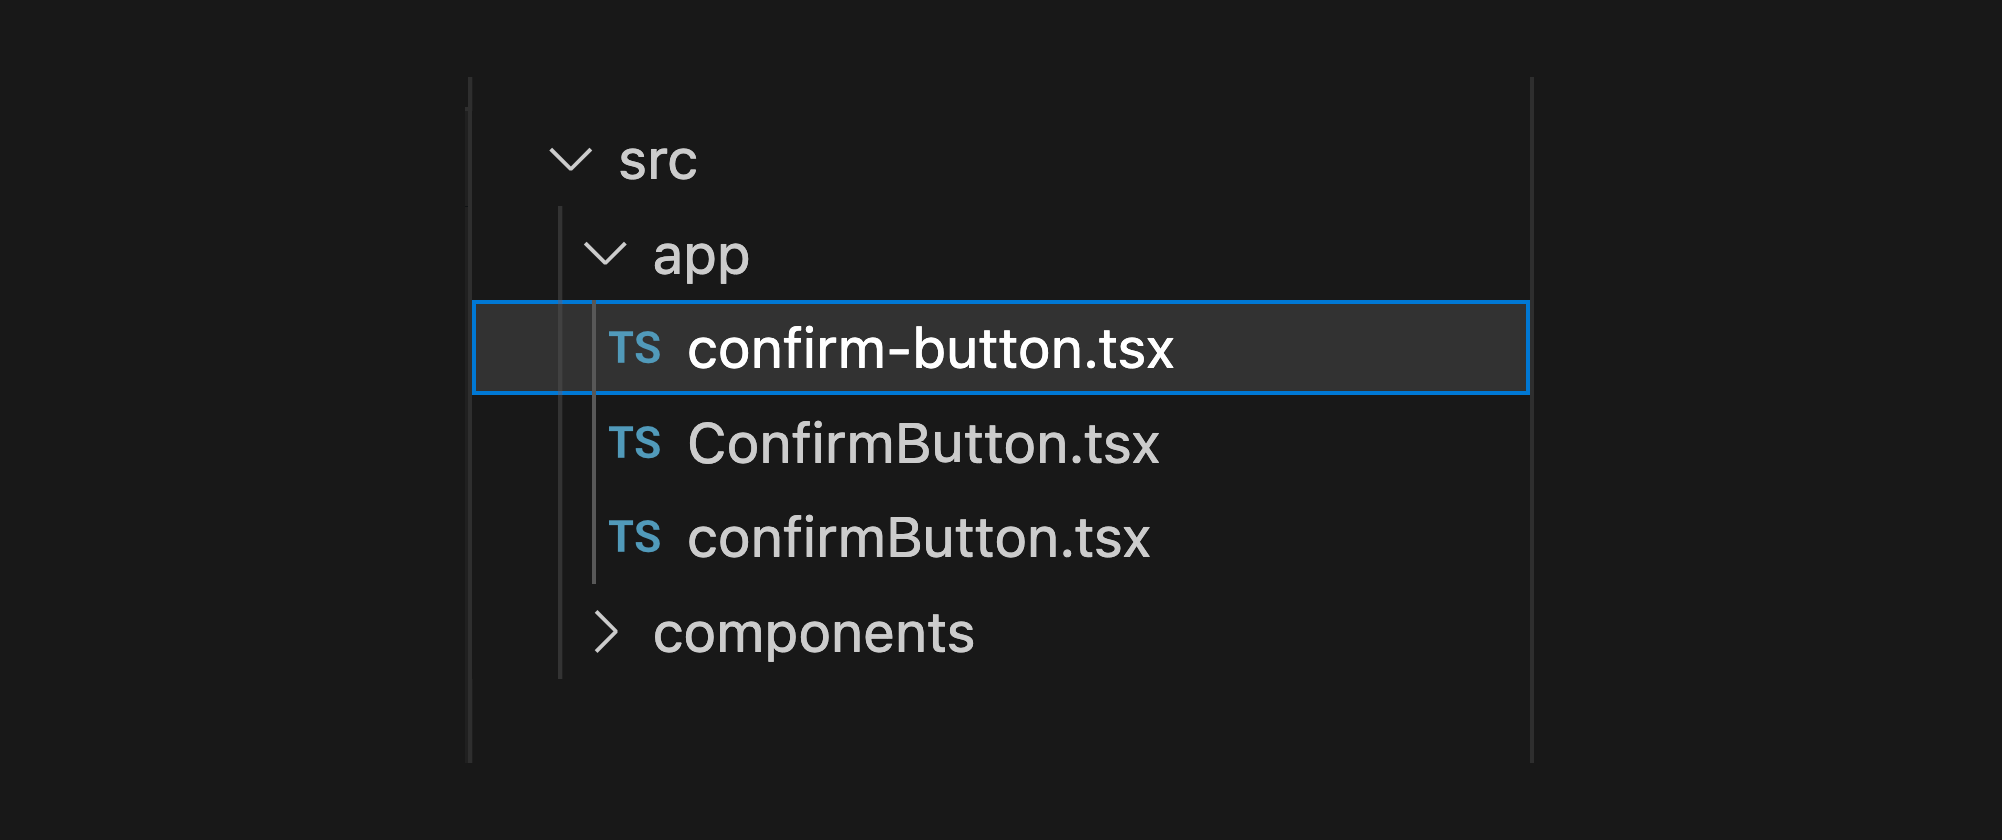 src
app
TS confirm-button.tsx
TS ConfirmButton.tsx
TS confirmButton.tsx
components